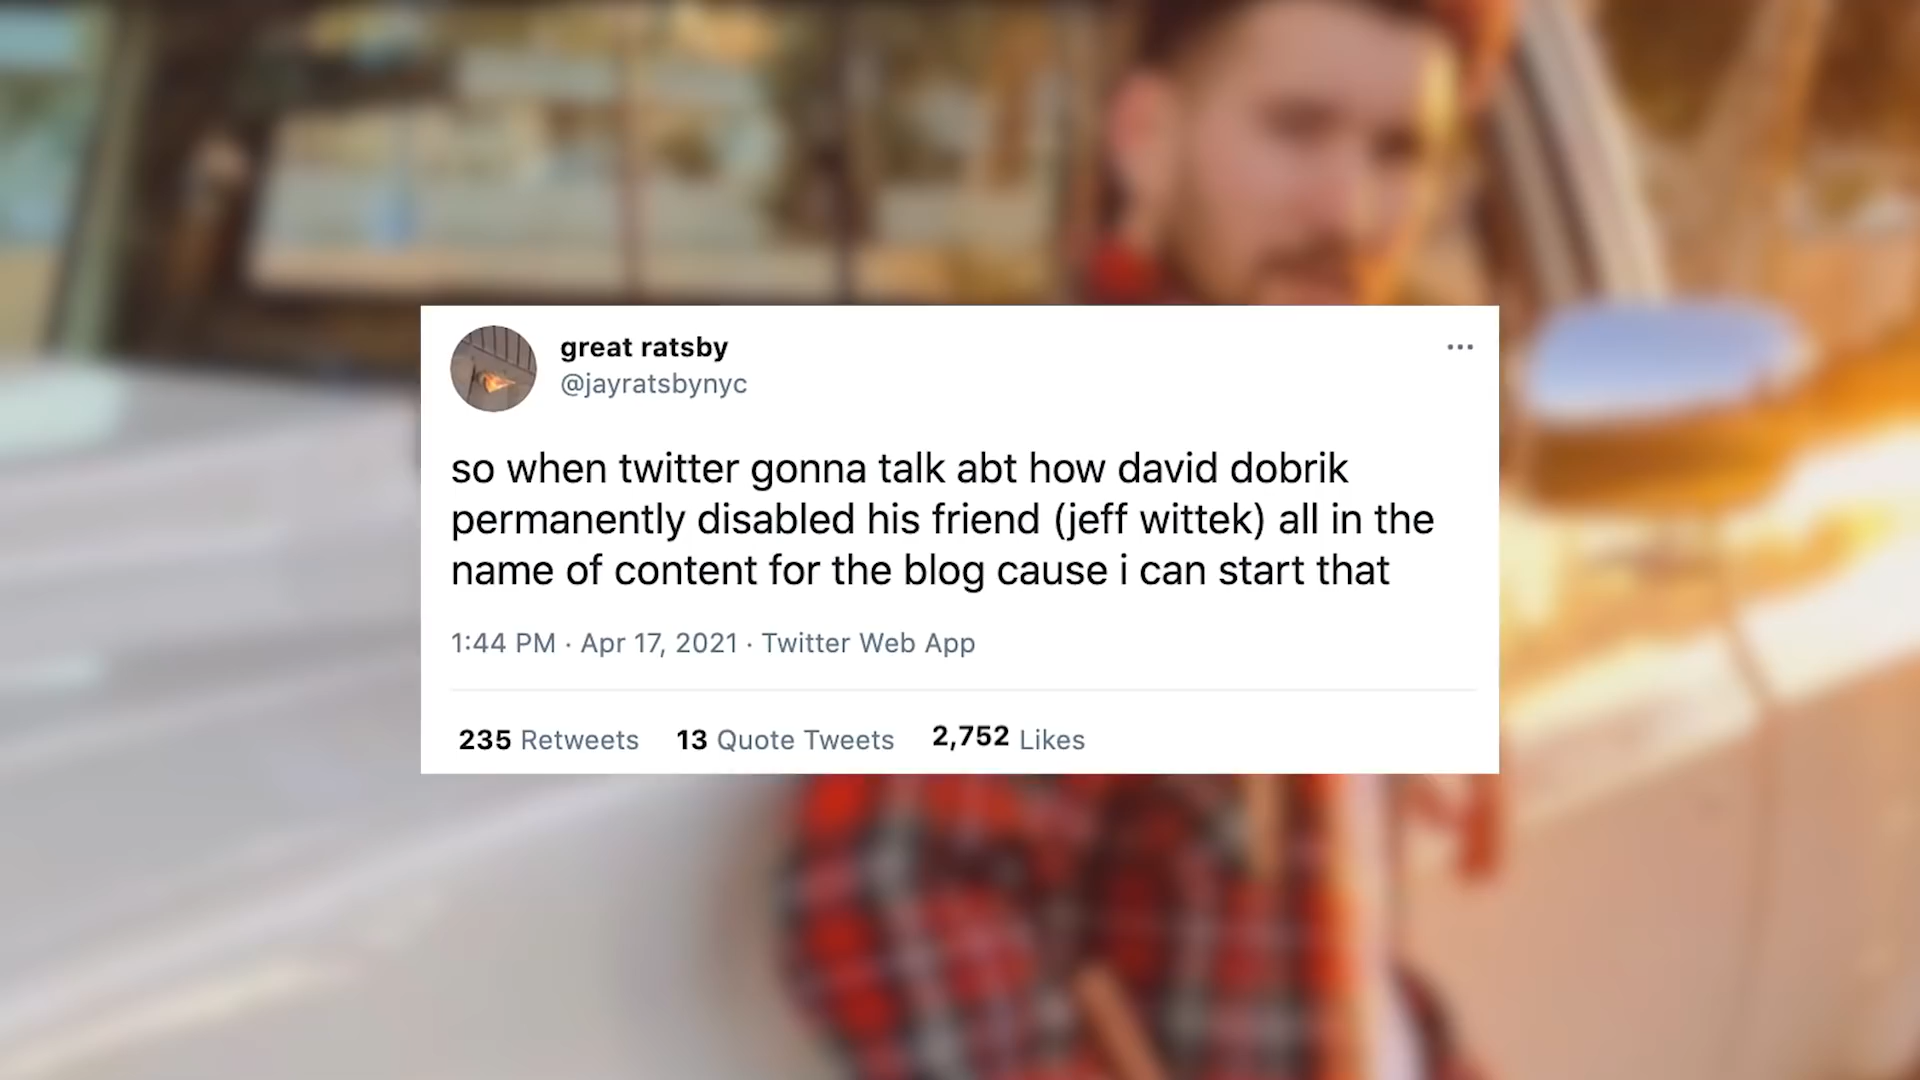 great ratsby
@jayratsbynyc
so when twitter gonna talk abt how david dobrik
permanently disabled his friend (jeff wittek) all in the
name of content for the blog cause i can start that
1:44 PM · Apr 17, 2021 · Twitter Web App
235 Retweets 13 Quote Tweets 2,752 Likes